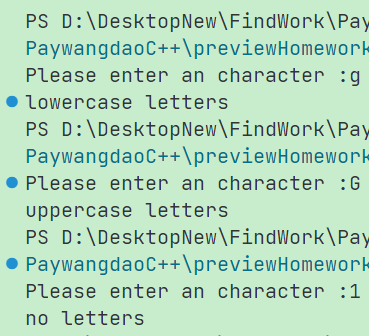 PS D:\DesktopNew\FindWork\Pay
PaywangdaoC++\previewHomework
Please enter an character :g
lowercase letters
PS D:\DesktopNew\FindWork\Pay
PaywangdaoC++\previewHomework
Please enter an character :G
uppercase letters
PS D:\DesktopNew\FindWork\Pay
PaywangdaoC++\previewHomework
Please enter an character :1
no letters